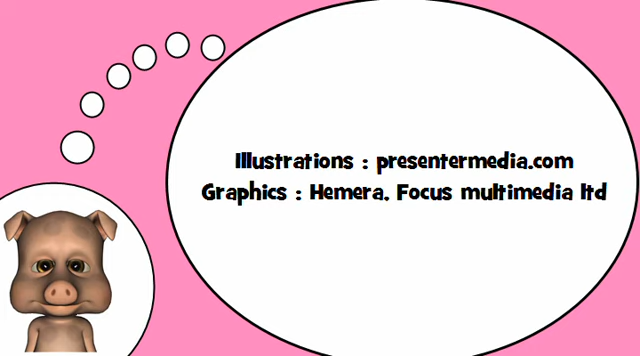 Illustrations : presentermedia.com
Graphics : Hemera. Focus multimedia ltd